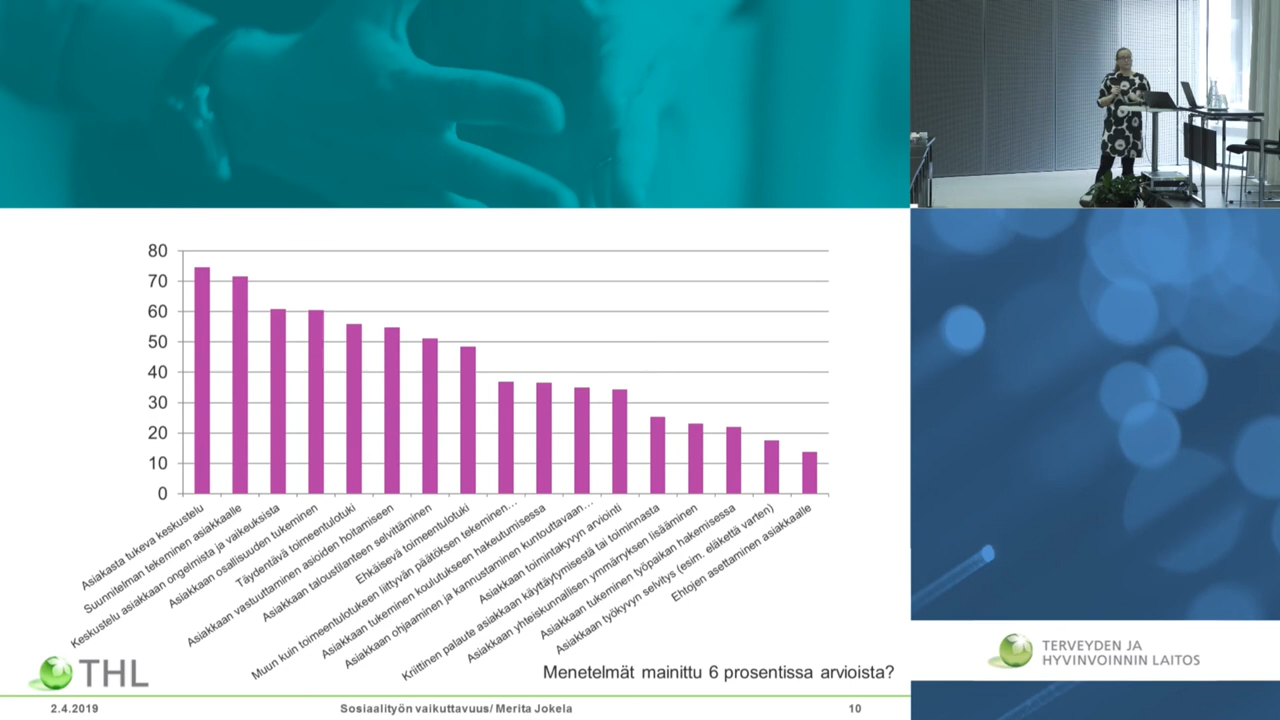 80
70
60
50
40
30
20
10
0
Asiakasta tukeva keskustelu
Suunnitelman tekeminen asiakkaalle
Keskustelu asiakkaan ongelmista ja vaikeuksista
Asiakkaan osallisuuden tukeminen
Täydentävä toimeentulotuki
Asiakkaan vastuuttaminen asioiden hoitamiseen
Asiakkaan taloustilanteen selvittäminen
Ehkäisevä toimeentulotuki
Muun kuin toimeentulotukeen liittyvän päätöksen tekeminen…
Asiakkaan tukeminen koulutukseen hakeutumisessa
Asiakkaan ohjaaminen ja kannustaminen kuntouttavaan…
Asiakkaan toimintakyvyn arviointi
Kriittinen palaute asiakkaan käyttäytymisestä tai toiminnasta
Asiakkaan yhteiskunnallisen ymmärryksen lisääminen
Asiakkaan tukeminen työpaikan hakemisessa
Asiakkaan työkyvyn selvitys (esim. eläkettä varten)
Ehtojen asettaminen asiakkaalle
Menetelmät mainittu 6 prosentissa arvioista?
THL
2.4.2019
Sosiaalityön vaikuttavuus/ Merita Jokela
10
TERVEYDEN JA
HYVINVOINNIN LAITOS